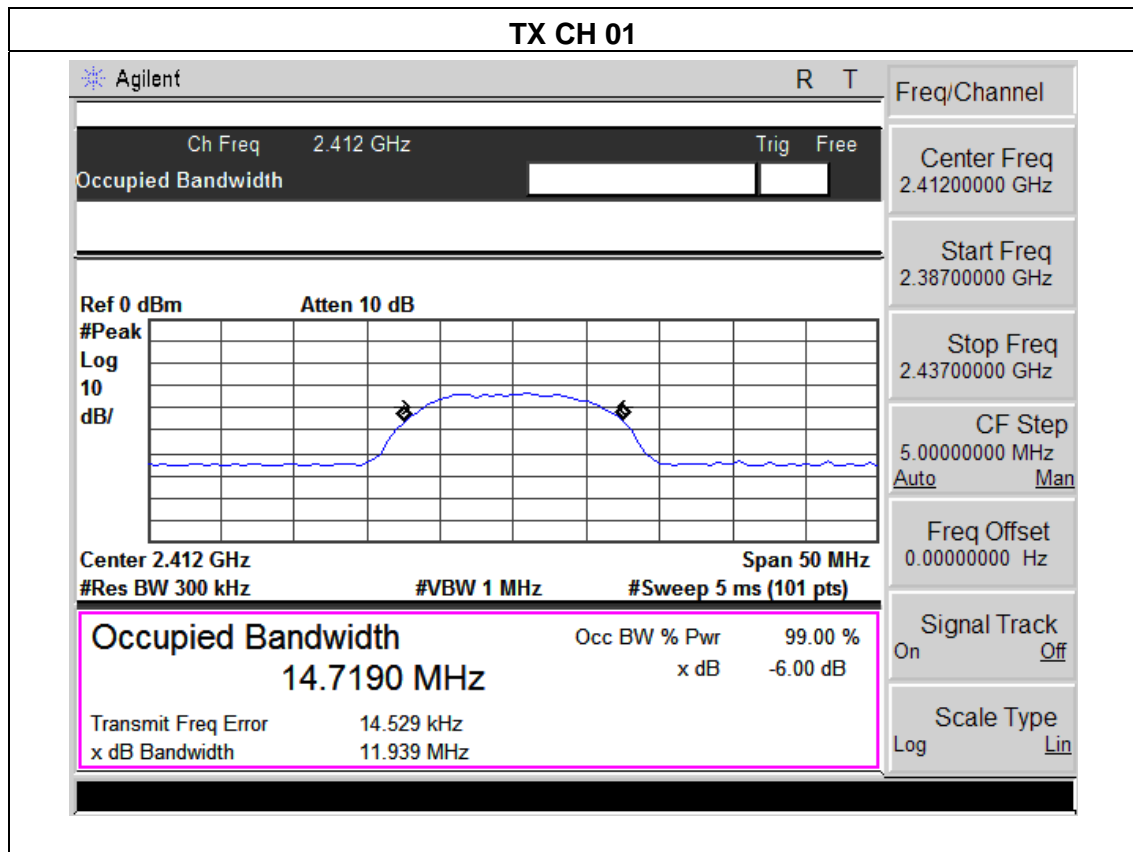 TX CH 01
Agilent R T
Freq/Channel
Ch Freq 2.412 GHz Trig Free
Occupied Bandwidth
Center Freq
2.41200000 GHz
Start Freq
2.38700000 GHz
Ref 0 dBm Atten 10 dB
#Peak
Log
10
dB/
Stop Freq
2.43700000 GHz
CF Step
5.00000000 MHz
Auto Man
Freq Offset
0.00000000 Hz
Center 2.412 GHz Span 50 MHz
#Res BW 300 kHz #VBW 1 MHz #Sweep 5 ms (101 pts)
Occupied Bandwidth Occ BW % Pwr 99.00 %
14.7190 MHz x dB -6.00 dB
Transmit Freq Error 14.529 kHz
x dB Bandwidth 11.939 MHz
Signal Track
On Off
Scale Type
Log Lin